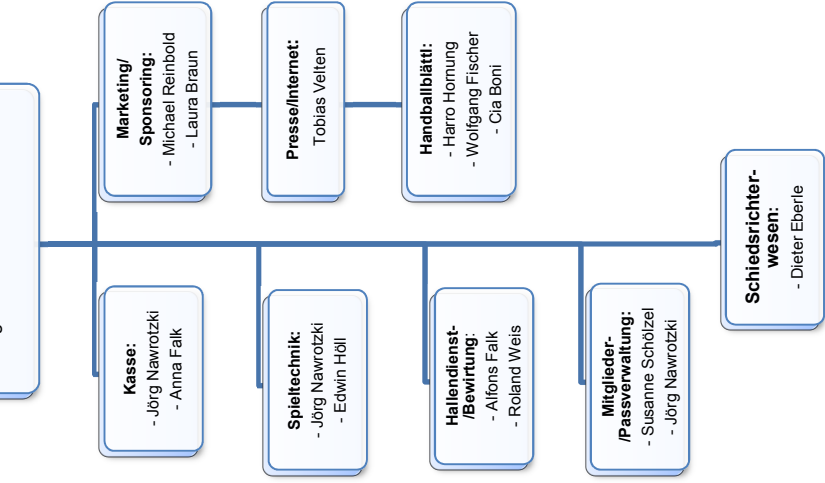 Marketing/
Sponsoring:
- Michael Reinbold
- Laura Braun
Presse/Internet:
Tobias Velten
Handballblättl:
- Harro Hornung
- Wolfgang Fischer
- Cia Boni
Kasse:
- Jörg Nawrotzki
- Anna Falk
Spieltechnik:
- Jörg Nawrotzki
- Edwin Höll
Hallendienst-
/Bewirtung:
- Alfons Falk
- Roland Weis
Mitglieder-
/Passverwaltung:
- Susanne Schölzel
- Jörg Nawrotzki
Schiedsrichter-
wesen:
- Dieter Eberle